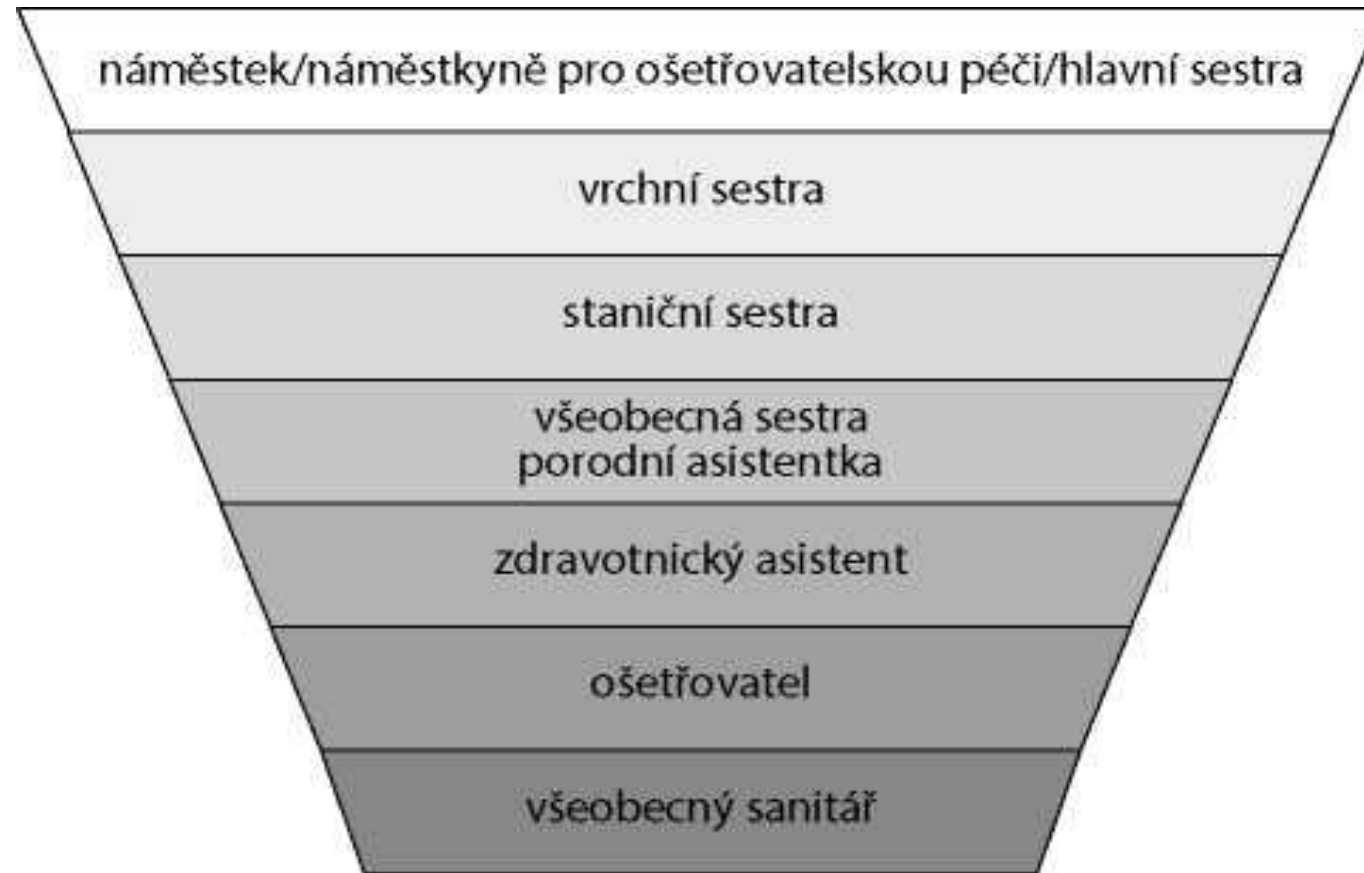 náměstek/náměstkyně pro ošetřovatelskou péči/hlavní sestra
vrchní sestra
staniční sestra
všeobecná sestra
porodní asistentka
zdravotnický asistent
ošetřovatel
všeobecný sanitář